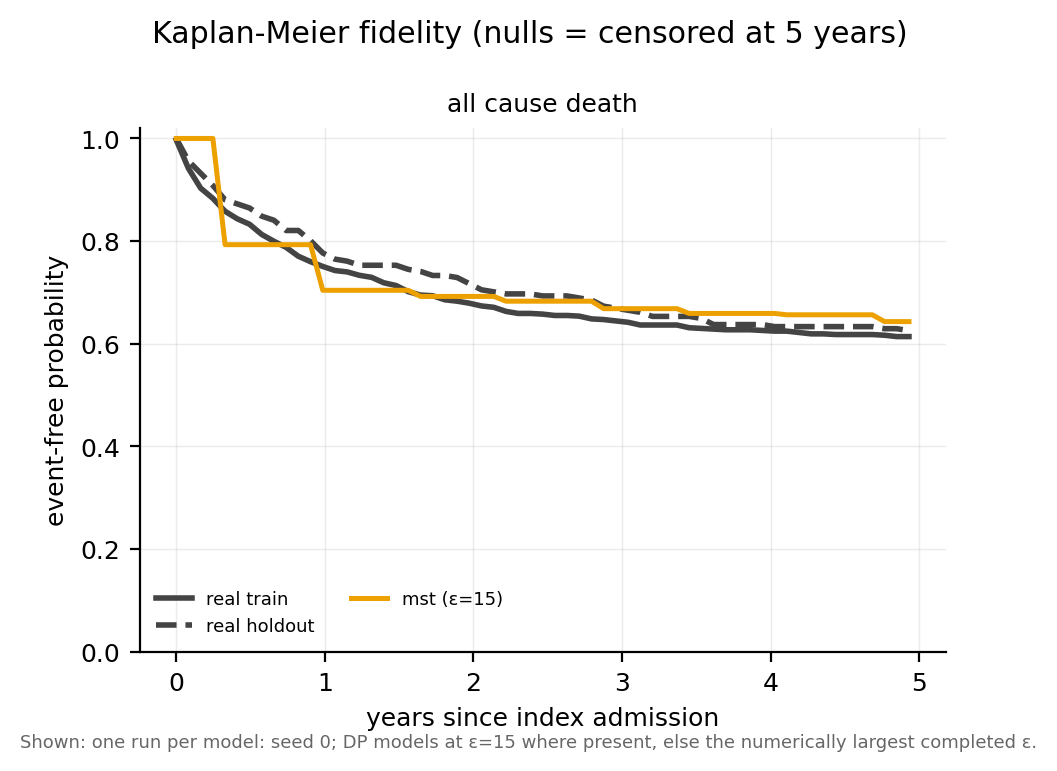 Kaplan-Meier fidelity (nulls = censored at 5 years)
all cause death
event-free probability
1.0
0.8
0.6
0.4
0.2
0.0
real train
real holdout
mst (ε=15)
0 1 2 3 4 5
years since index admission
Shown: one run per model: seed 0; DP models at ε=15 where present, else the numerically largest completed ε.